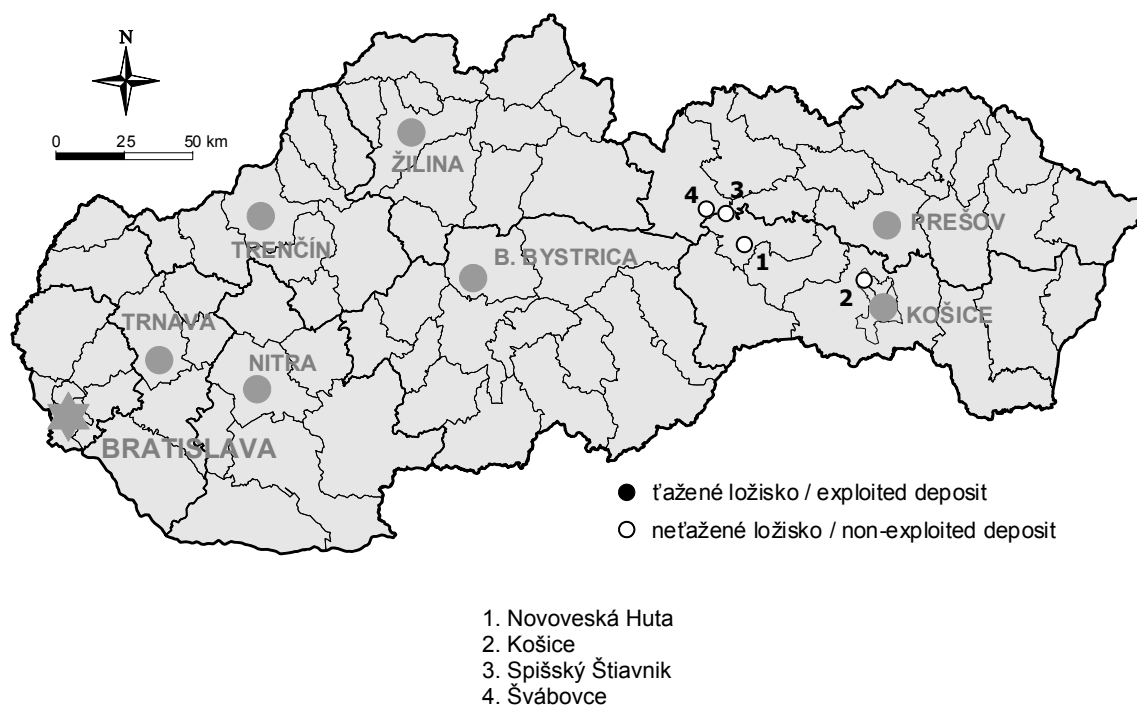 N
0 25 50 km
ŽILINA
4 3
PREŠOV
TRENČÍN
B. BYSTRICA
1
2
KOŠICE
TRNAVA
NITRA
BRATISLAVA
ťažené ložisko / exploited deposit
neťažené ložisko / non-exploited deposit
1. Novoveská Huta
2. Košice
3. Spišský Štiavnik
4. Švábovce